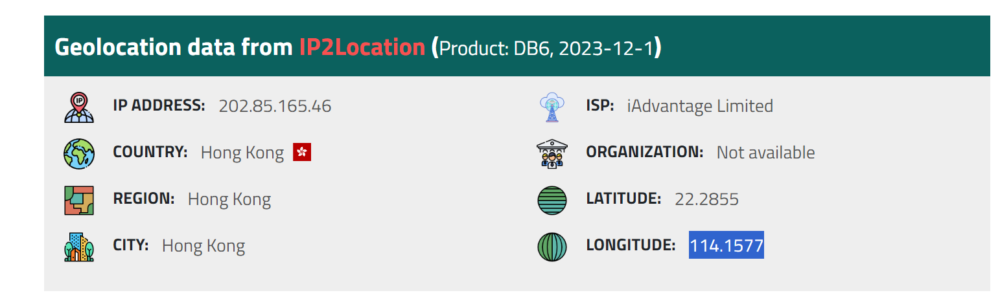 Geolocation data from IP2Location (Product: DB6, 2023-12-1)
IP
IP ADDRESS: 202.85.165.46
COUNTRY: Hong Kong
REGION: Hong Kong
CITY: Hong Kong
ISP: iAdvantage Limited
ORGANIZATION: Not available
LATITUDE: 22.2855
LONGITUDE: 114.1577